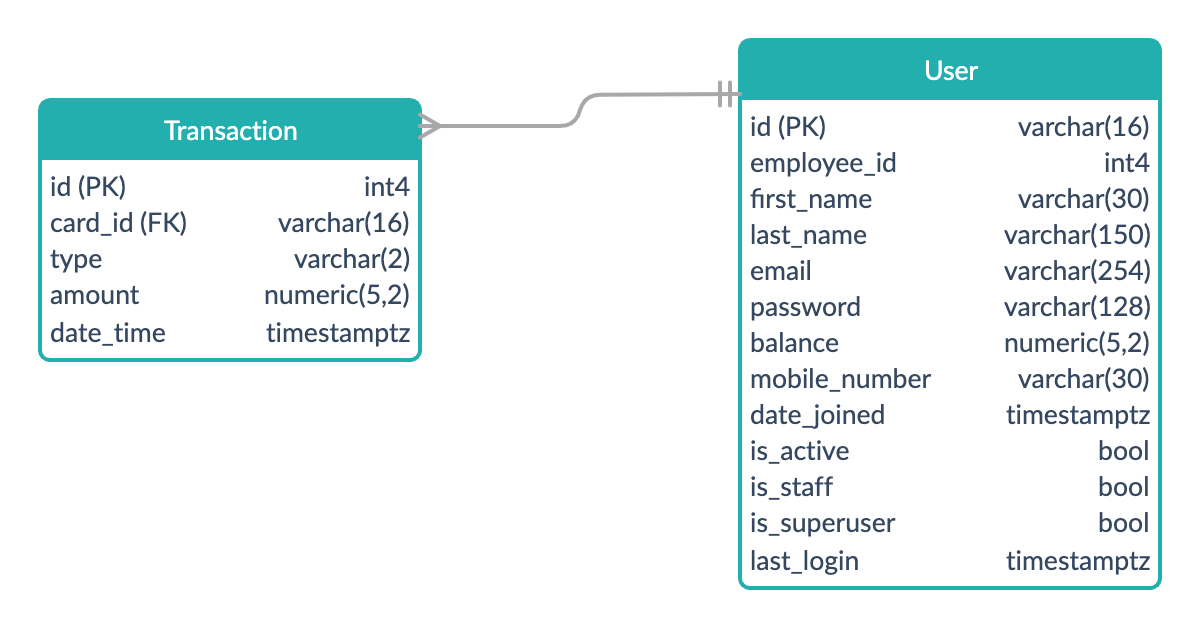 Transaction
id (PK) int4
card_id (FK) varchar(16)
type varchar(2)
amount numeric(5,2)
date_time timestamptz
User
id (PK) varchar(16)
employee_id int4
first_name varchar(30)
last_name varchar(150)
email varchar(254)
password varchar(128)
balance numeric(5,2)
mobile_number varchar(30)
date_joined timestamptz
is_active bool
is_staff bool
is_superuser bool
last_login timestamptz